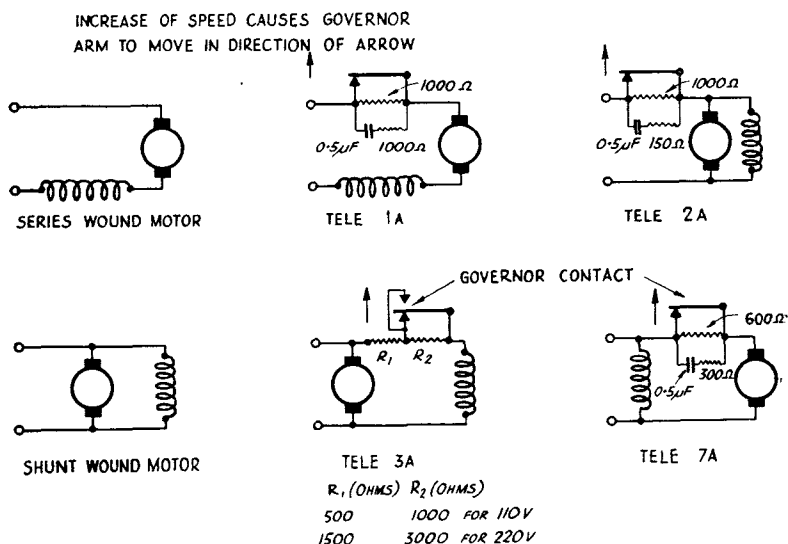 INCREASE OF SPEED CAUSES GOVERNOR
ARM TO MOVE IN DIRECTION OF ARROW
1000Ω
0·5μF 1000Ω
1000Ω
0·5μF 150Ω
SERIES WOUND MOTOR
TELE 1A
TELE 2A
GOVERNOR CONTACT
R₁ R₂
600Ω
0·5μF 300Ω
SHUNT WOUND MOTOR
TELE 3A
TELE 7A
R₁ (OHMS) R₂ (OHMS)
500 1000 FOR 110V
1500 3000 FOR 220V